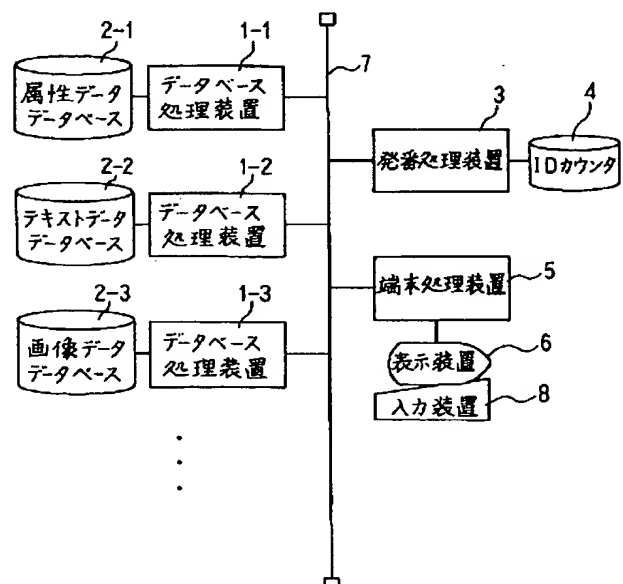 2-1
属性データ
データベース
1-1
データベース
処理装置
7
3
発番処理装置
4
IDカウンタ
2-2
テキストデータ
データベース
1-2
データベース
処理装置
端末処理装置
5
2-3
画像データ
データベース
1-3
データベース
処理装置
表示装置
6
入力装置
8